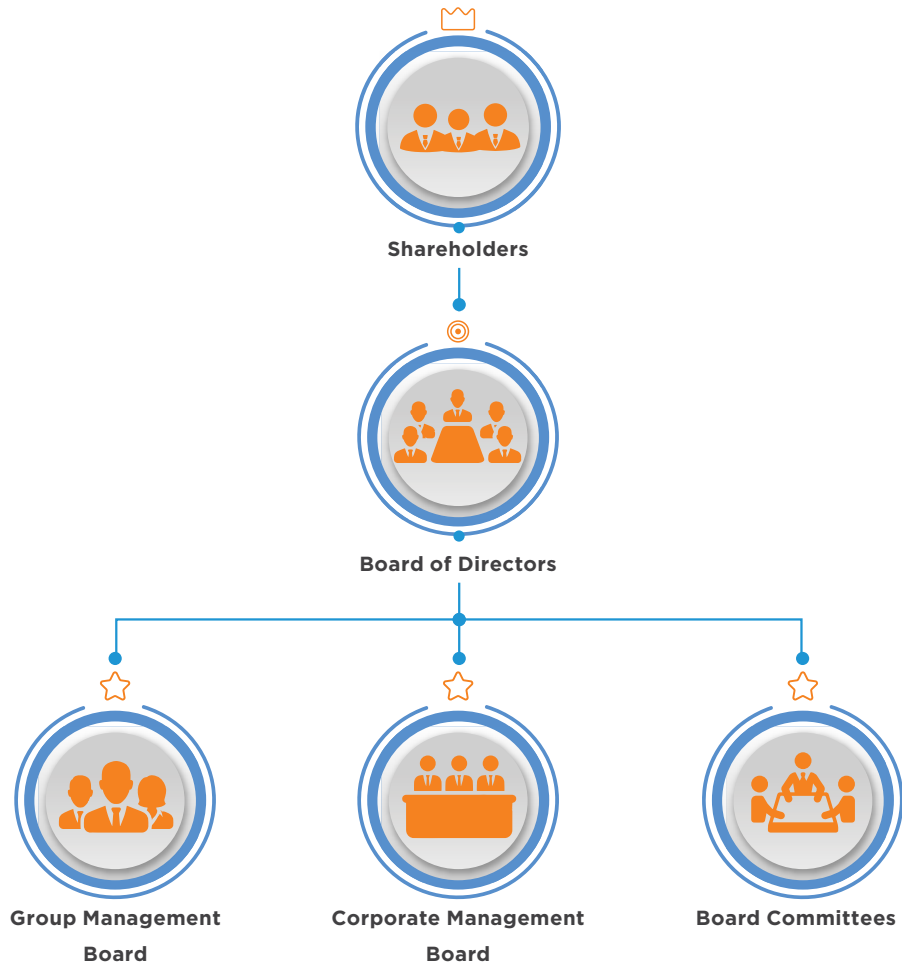 Shareholders
Board of Directors
Group Management
Board
Corporate Management
Board
Board Committees